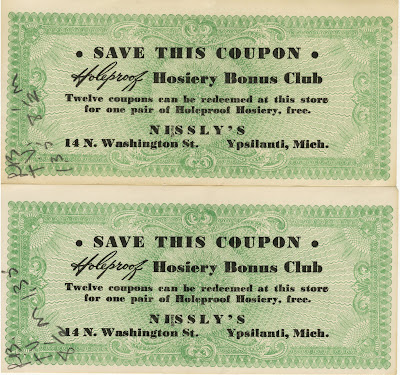 • SAVE THIS COUPON •
Holeproof Hosiery Bonus Club
Twelve coupons can be redeemed at this store
for one pair of Holeproof Hosiery, free.
NISSLY'S
14 N. Washington St. Ypsilanti, Mich.
• SAVE THIS COUPON •
Holeproof Hosiery Bonus Club
Twelve coupons can be redeemed at this store
for one pair of Holeproof Hosiery, free.
NISSLY'S
14 N. Washington St. Ypsilanti, Mich.